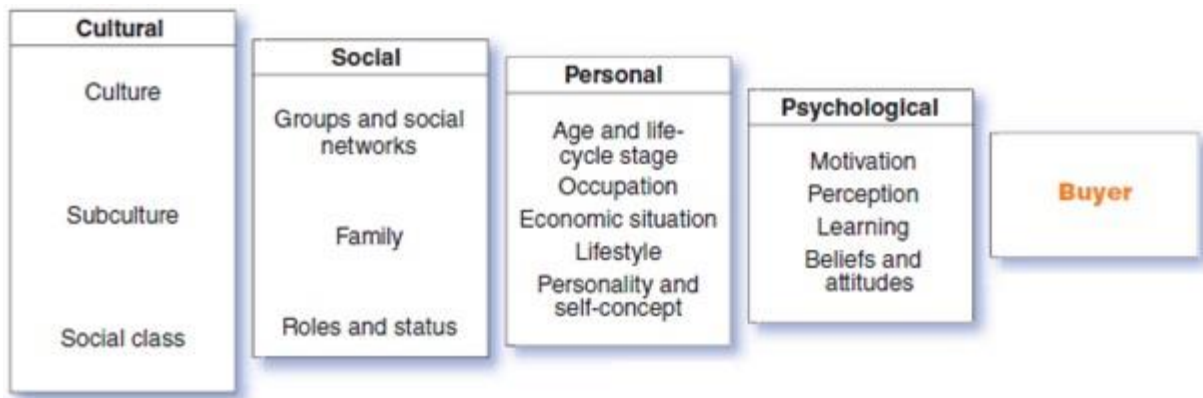 Cultural
Culture
Subculture
Social class
Social
Groups and social
networks
Family
Roles and status
Personal
Age and life-
cycle stage
Occupation
Economic situation
Lifestyle
Personality and
self-concept
Psychological
Motivation
Perception
Learning
Beliefs and
attitudes
Buyer